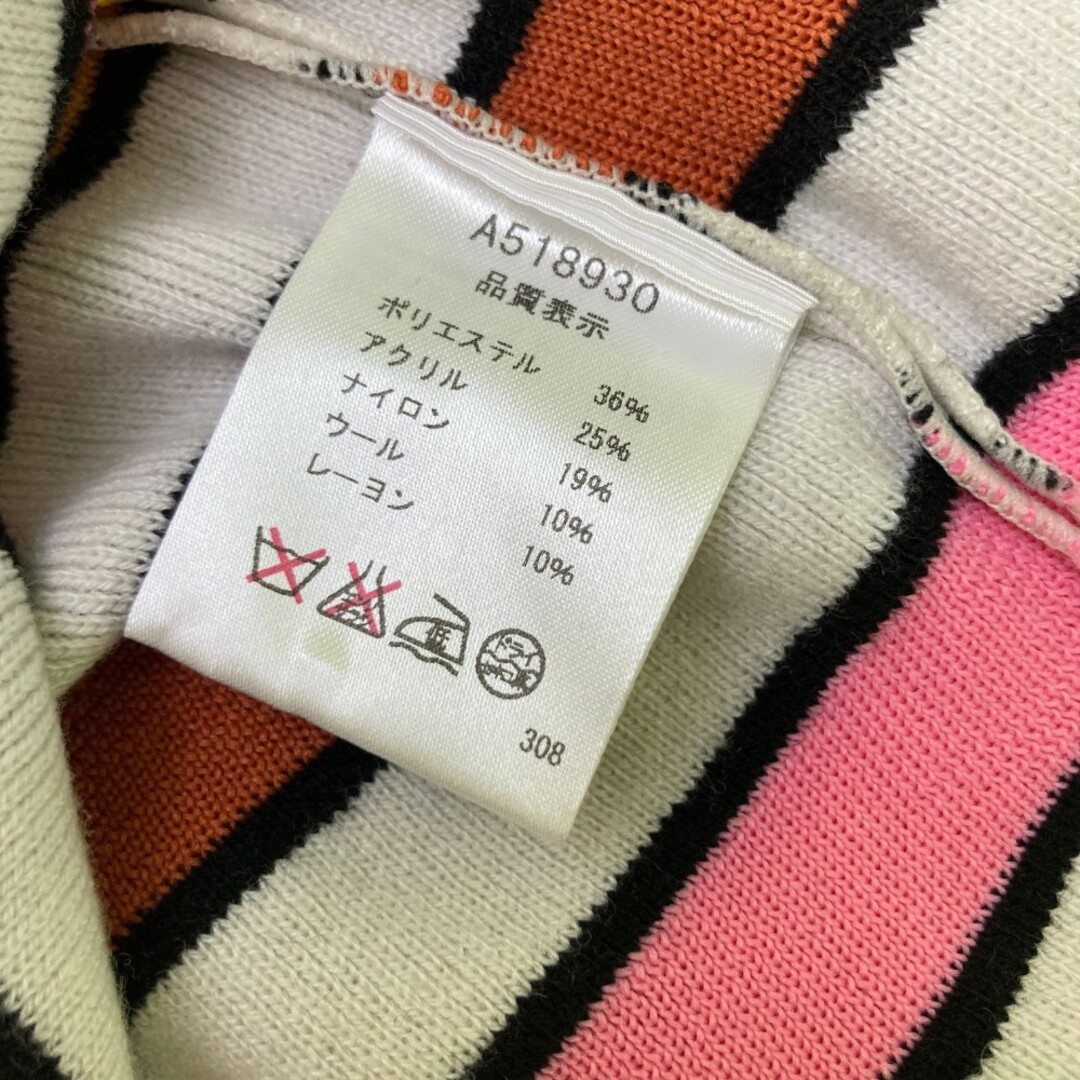 A518930
品質表示
ポリエステル 36%
アクリル 25%
ナイロン 19%
ウール 10%
レーヨン 10%
低 ドライ
308